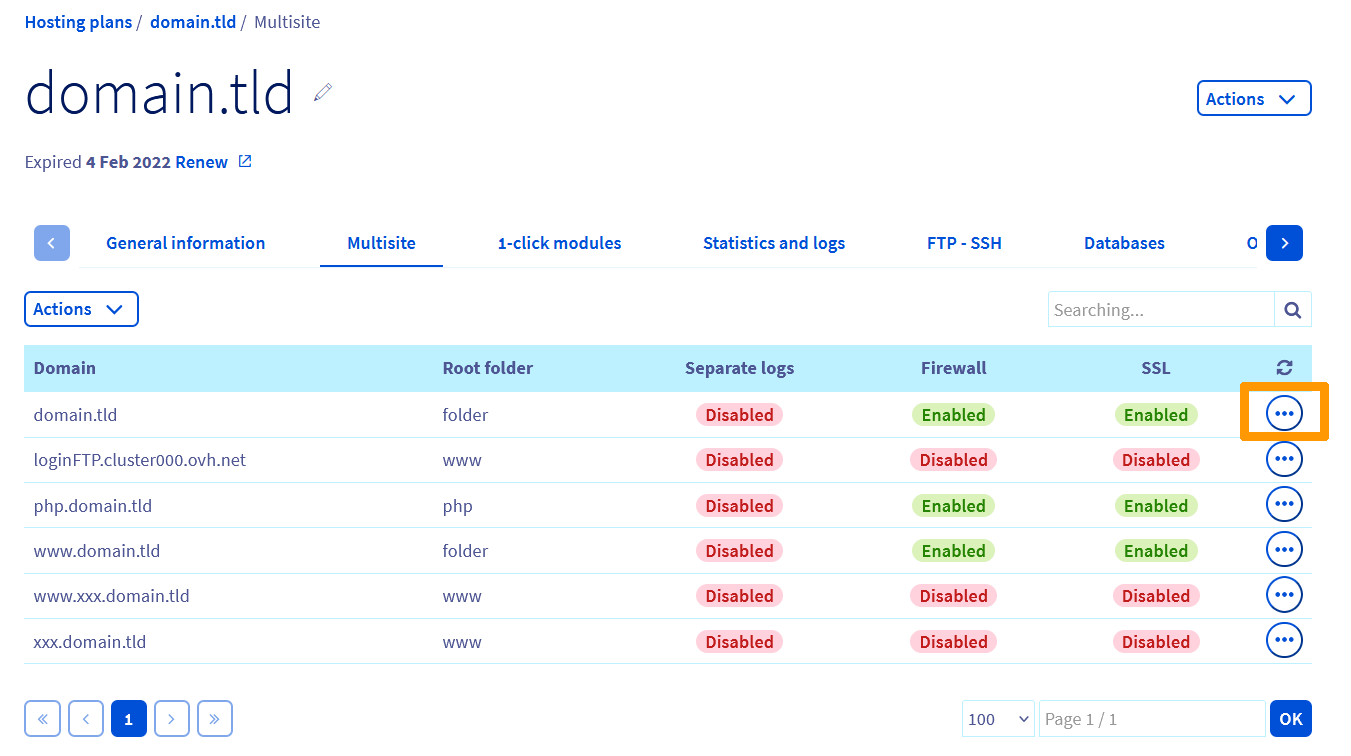 Hosting plans / domain.tld / Multisite
domain.tld
Actions
Expired 4 Feb 2022 Renew
General information Multisite 1-click modules Statistics and logs FTP - SSH Databases O
Actions Searching...
Domain Root folder Separate logs Firewall SSL
domain.tld folder Disabled Enabled Enabled
loginFTP.cluster000.ovh.net www Disabled Disabled Disabled
php.domain.tld php Disabled Enabled Enabled
www.domain.tld folder Disabled Enabled Enabled
www.xxx.domain.tld www Disabled Disabled Disabled
xxx.domain.tld www Disabled Disabled Disabled
« ‹ 1 › » 100 Page 1 / 1 OK